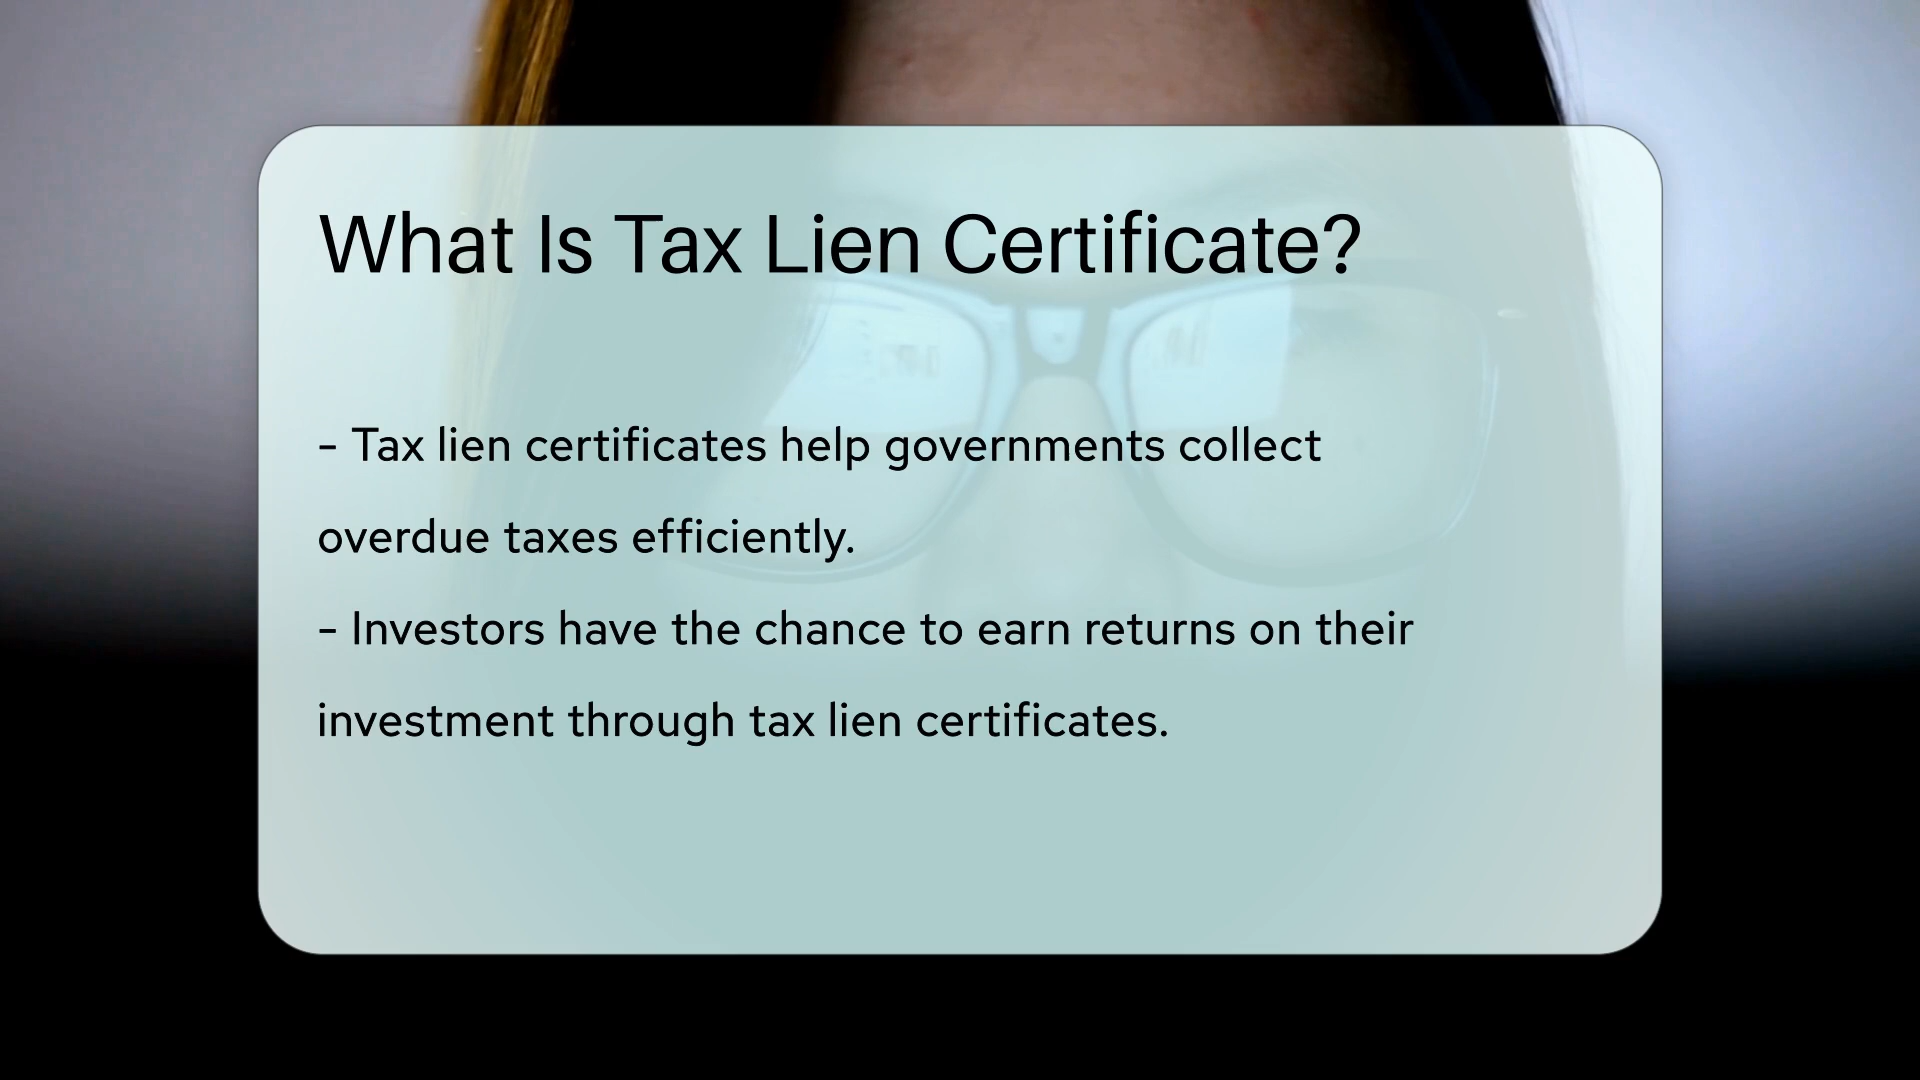 What Is Tax Lien Certificate?
- Tax lien certificates help governments collect
overdue taxes efficiently.
- Investors have the chance to earn returns on their
investment through tax lien certificates.